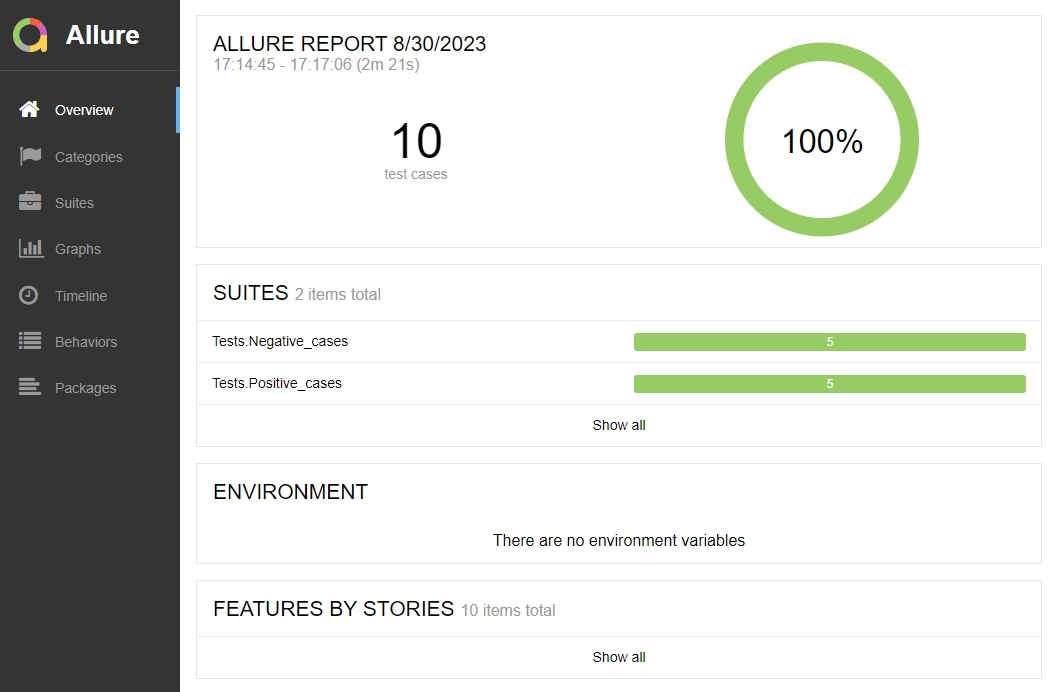 Allure
Overview
Categories
Suites
Graphs
Timeline
Behaviors
Packages
ALLURE REPORT 8/30/2023
17:14:45 - 17:17:06 (2m 21s)
10
test cases
100%
SUITES 2 items total
Tests.Negative_cases 5
Tests.Positive_cases 5
Show all
ENVIRONMENT
There are no environment variables
FEATURES BY STORIES 10 items total
Show all